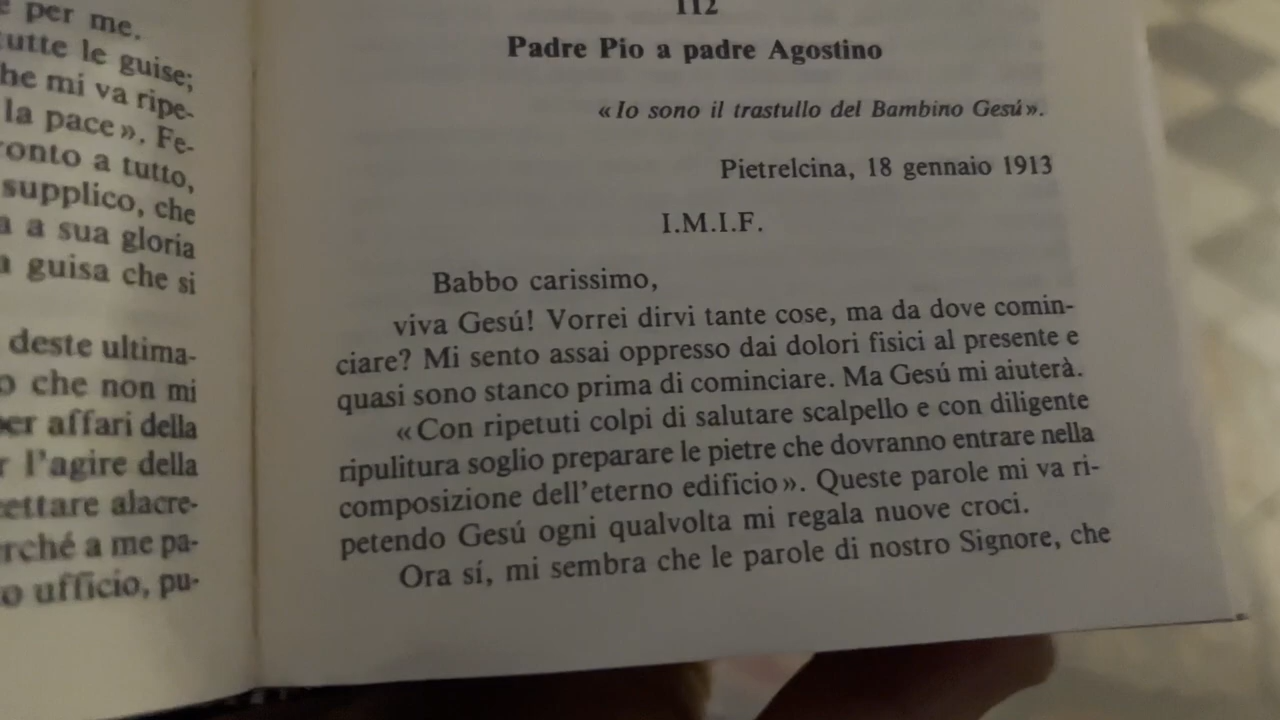 e per me.
tutte le guise;
he mi va ripe-
la pace». Fe-
onto a tutto,
supplico, che
a a sua gloria
a guisa che si
deste ultima-
o che non mi
per affari della
r l'agire della
cettare alacre-
rché a me pa-
o ufficio, pu-
112
Padre Pio a padre Agostino
«Io sono il trastullo del Bambino Gesú».
Pietrelcina, 18 gennaio 1913
I.M.I.F.
Babbo carissimo,
viva Gesú! Vorrei dirvi tante cose, ma da dove comin-
ciare? Mi sento assai oppresso dai dolori fisici al presente e
quasi sono stanco prima di cominciare. Ma Gesú mi aiuterà.
«Con ripetuti colpi di salutare scalpello e con diligente
ripulitura soglio preparare le pietre che dovranno entrare nella
composizione dell'eterno edificio». Queste parole mi va ri-
petendo Gesú ogni qualvolta mi regala nuove croci.
Ora sí, mi sembra che le parole di nostro Signore, che